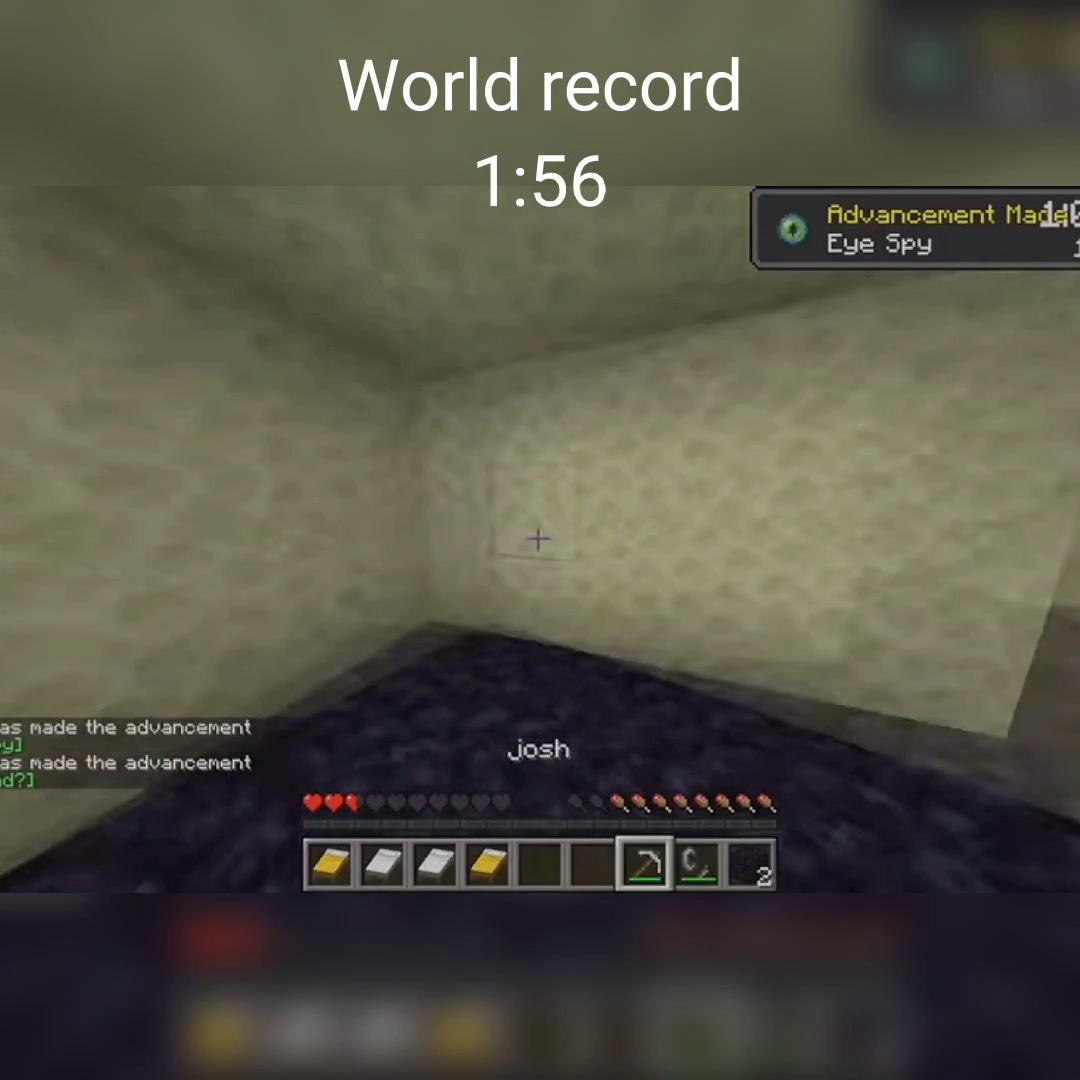 World record
1:56
Advancement Made
Eye Spy
as made the advancement
y]
as made the advancement
d?]
josh
2